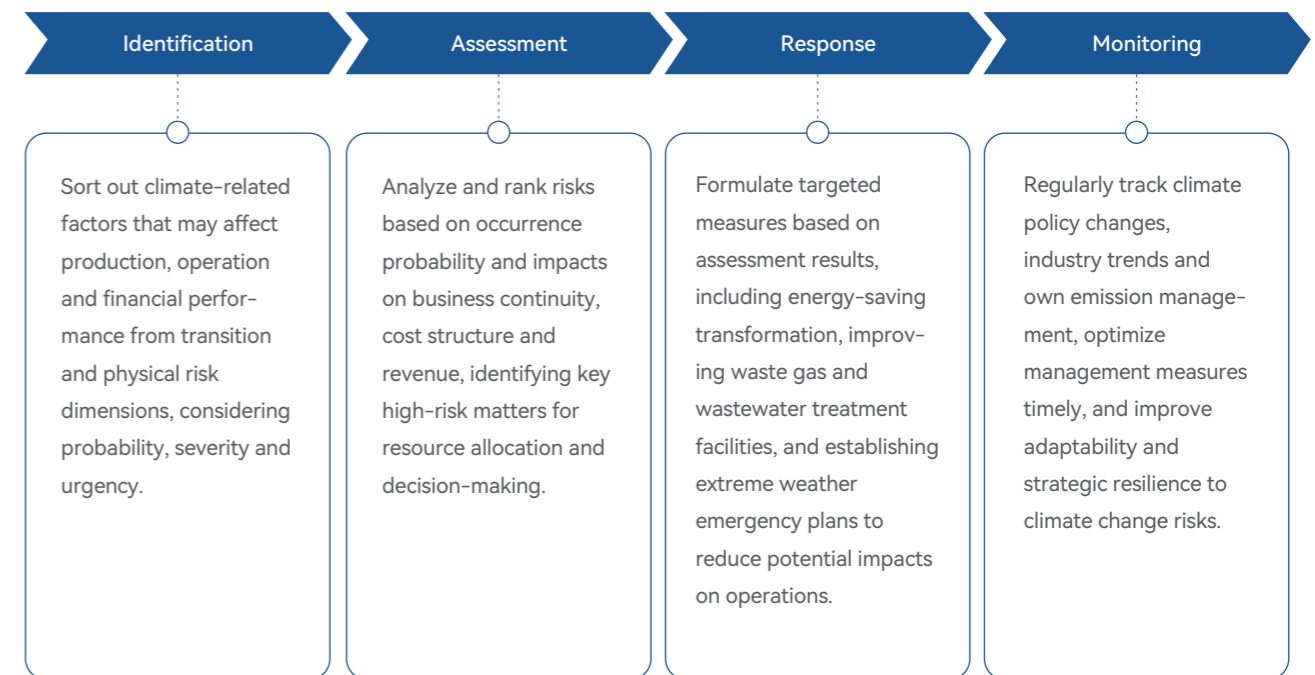 Identification
Assessment
Response
Monitoring
Sort out climate-related
factors that may affect
production, operation
and financial perfor-
mance from transition
and physical risk
dimensions, considering
probability, severity and
urgency.
Analyze and rank risks
based on occurrence
probability and impacts
on business continuity,
cost structure and
revenue, identifying key
high-risk matters for
resource allocation and
decision-making.
Formulate targeted
measures based on
assessment results,
including energy-saving
transformation, improv-
ing waste gas and
wastewater treatment
facilities, and establishing
extreme weather
emergency plans to
reduce potential impacts
on operations.
Regularly track climate
policy changes,
industry trends and
own emission manage-
ment, optimize
management measures
timely, and improve
adaptability and
strategic resilience to
climate change risks.